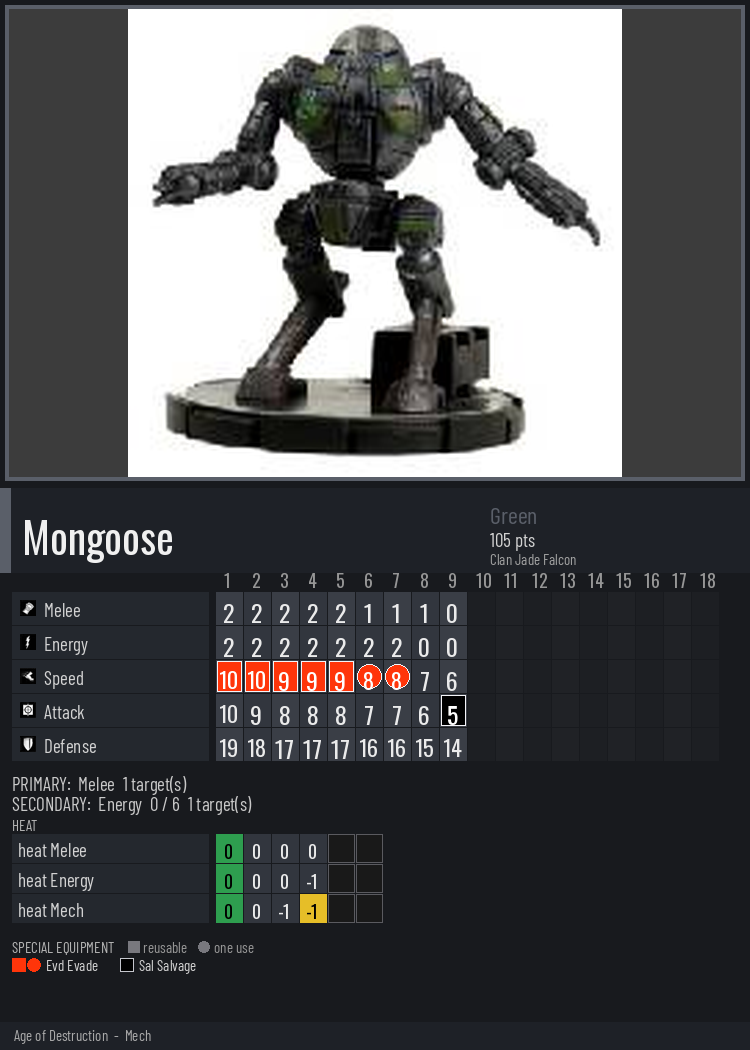 Mongoose
Green
105 pts
Clan Jade Falcon
1 2 3 4 5 6 7 8 9 10 11 12 13 14 15 16 17 18
Melee 2 2 2 2 2 1 1 1 0
Energy 2 2 2 2 2 2 2 0 0
Speed 10 10 9 9 9 8 8 7 6
Attack 10 9 8 8 8 7 7 6 5
Defense 19 18 17 17 17 16 16 15 14
PRIMARY: Melee 1 target(s)
SECONDARY: Energy 0 / 6 1 target(s)
HEAT
heat Melee 0 0 0 0
heat Energy 0 0 0 -1
heat Mech 0 0 -1 -1
SPECIAL EQUIPMENT reusable one use
Evd Evade Sal Salvage
Age of Destruction - Mech